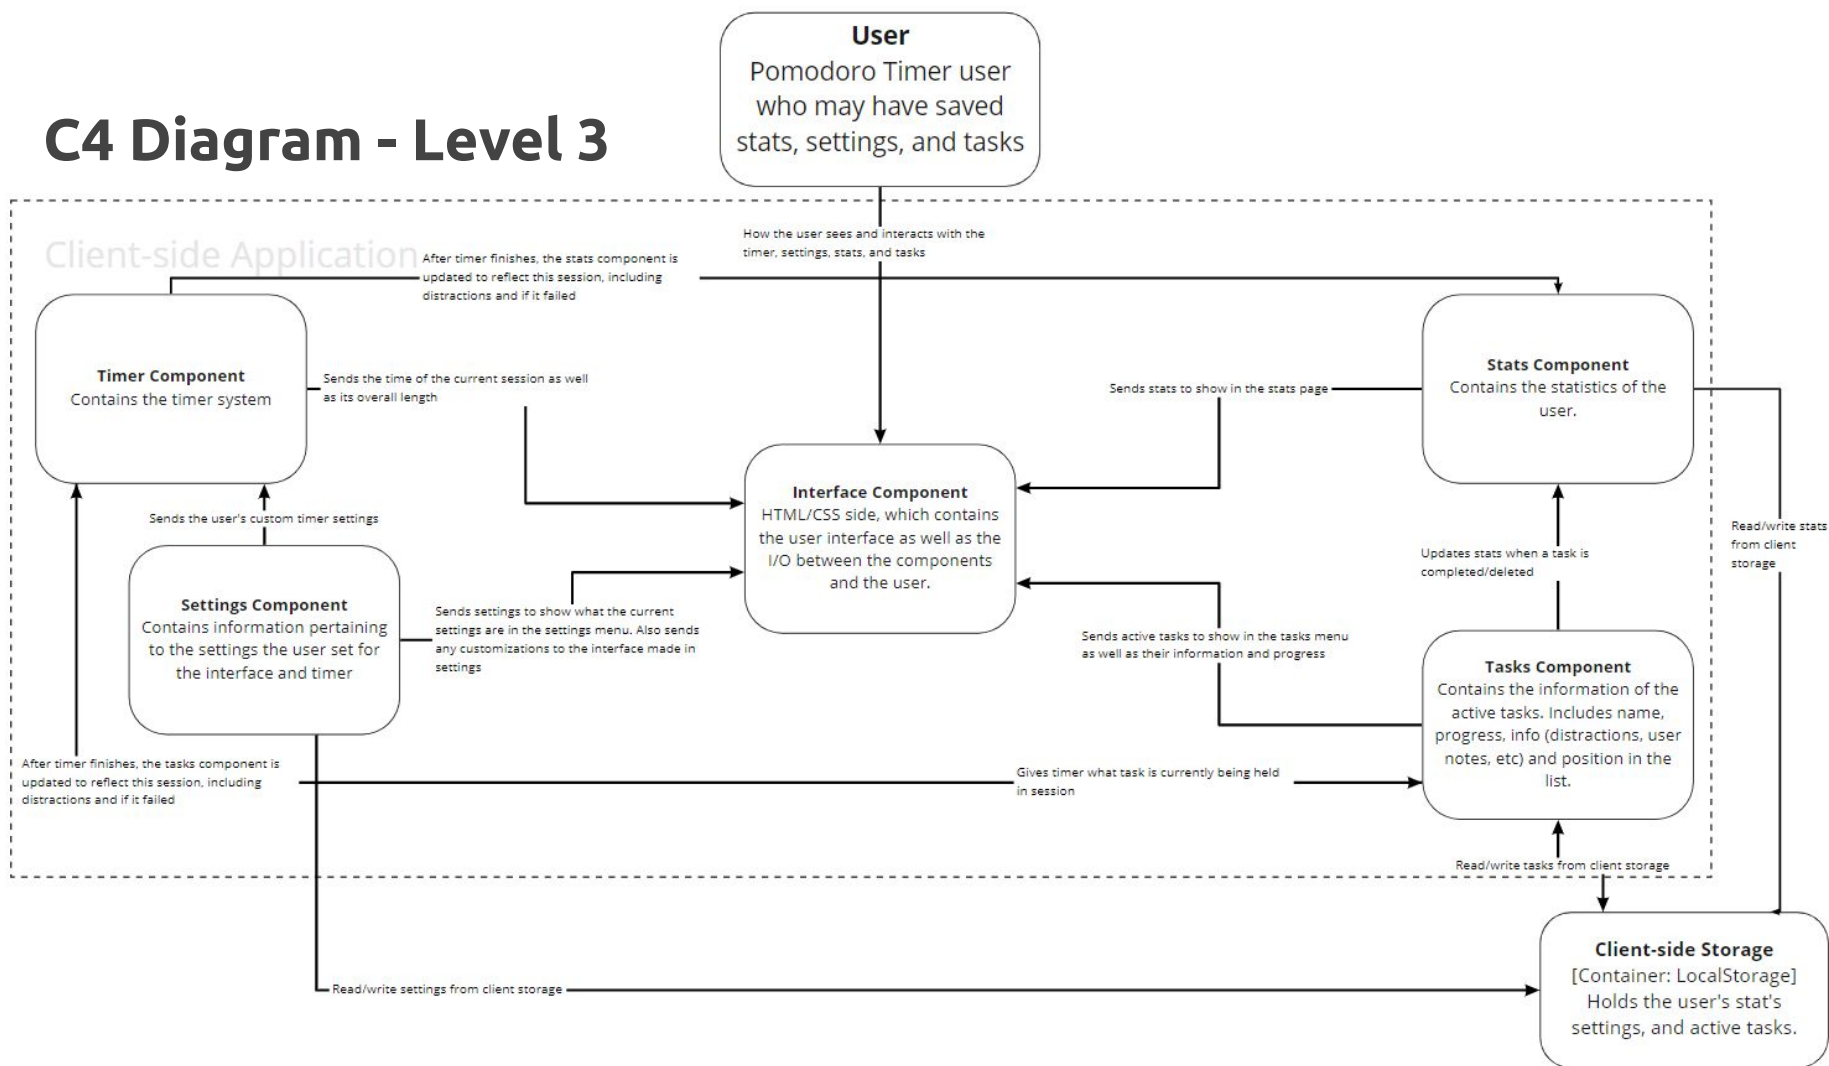 User
Pomodoro Timer user
who may have saved
stats, settings, and tasks
C4 Diagram - Level 3
Client-side Application
How the user sees and interacts with the
timer, settings, stats, and tasks
After timer finishes, the stats component is
updated to reflect this session, including
distractions and if it failed
Timer Component
Contains the timer system
Sends the time of the current session as well
as its overall length
Sends stats to show in the stats page
Stats Component
Contains the statistics of the
user.
Interface Component
HTML/CSS side, which contains
the user interface as well as the
I/O between the components
and the user.
Sends the user's custom timer settings
Read/write stats
from client
storage
Updates stats when a task is
completed/deleted
Settings Component
Contains information pertaining
to the settings the user set for
the interface and timer
Sends settings to show what the current
settings are in the settings menu. Also sends
any customizations to the interface made in
settings
Sends active tasks to show in the tasks menu
as well as their information and progress
Tasks Component
Contains the information of the
active tasks. Includes name,
progress, info (distractions, user
notes, etc) and position in the
list.
After timer finishes, the tasks component is
updated to reflect this session, including
distractions and if it failed
Gives timer what task is currently being held
in session
Read/write tasks from client storage
Client-side Storage
[Container: LocalStorage]
Holds the user's stat's
settings, and active tasks.
Read/write settings from client storage